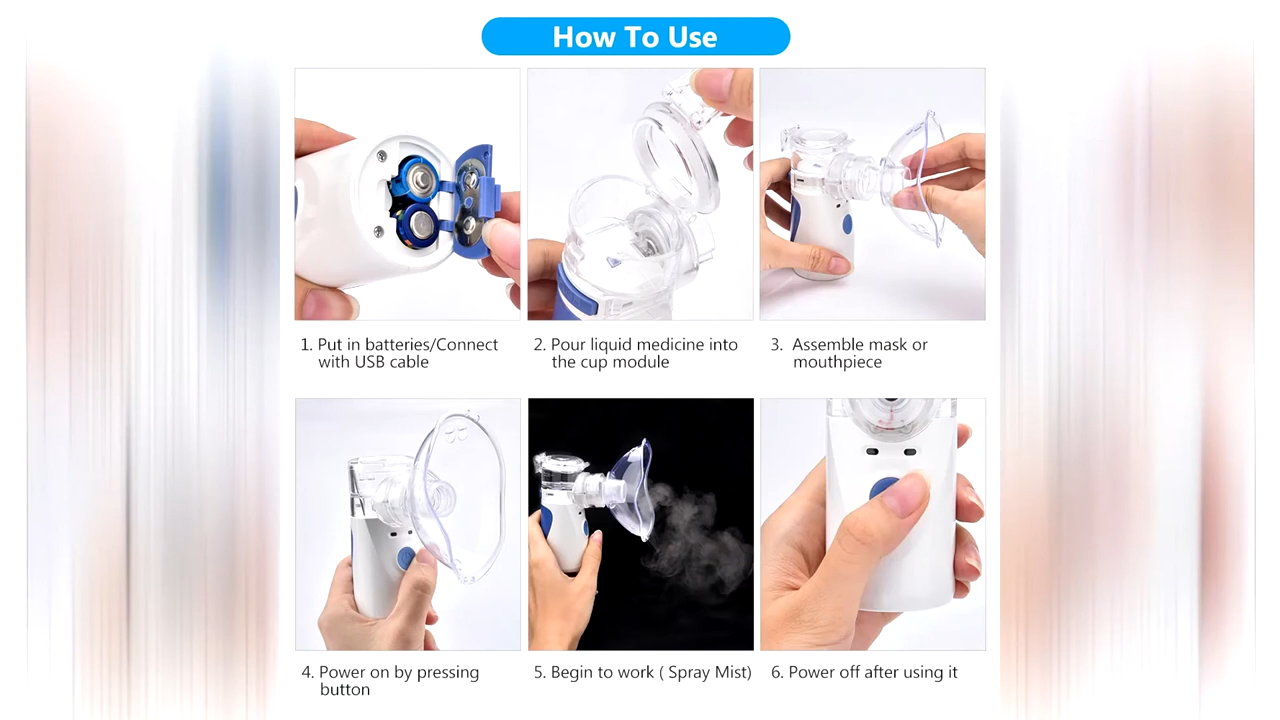 How To Use
1. Put in batteries/Connect
with USB cable
2. Pour liquid medicine into
the cup module
3. Assemble mask or
mouthpiece
4. Power on by pressing
button
5. Begin to work ( Spray Mist)
6. Power off after using it